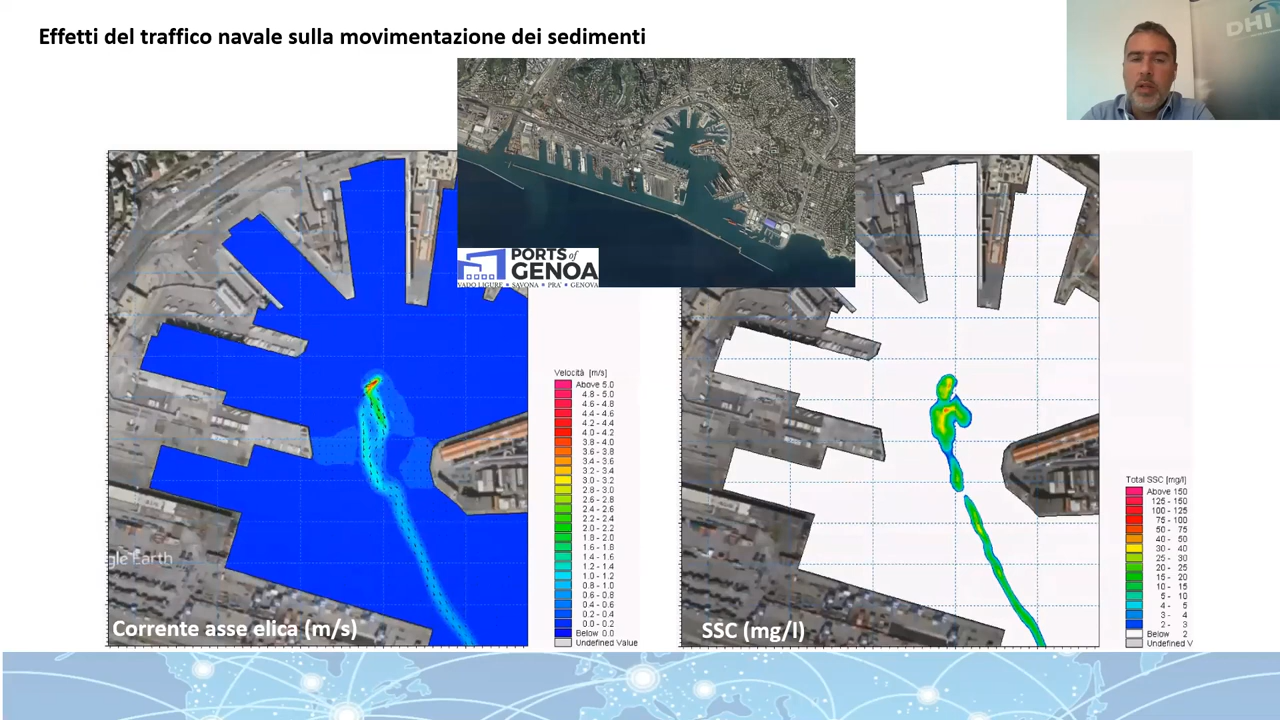 Effetti del traffico navale sulla movimentazione dei sedimenti
DHI
PORTS of
GENOA
VADO LIGURE • SAVONA • PRA' • GENOVA
Velocità [m/s]
Above 5.0
4.8 - 5.0
4.6 - 4.8
4.4 - 4.6
4.2 - 4.4
4.0 - 4.2
3.8 - 4.0
3.6 - 3.8
3.4 - 3.6
3.2 - 3.4
3.0 - 3.2
2.8 - 3.0
2.6 - 2.8
2.4 - 2.6
2.2 - 2.4
2.0 - 2.2
1.8 - 2.0
1.6 - 1.8
1.4 - 1.6
1.2 - 1.4
1.0 - 1.2
0.8 - 1.0
0.6 - 0.8
0.4 - 0.6
0.2 - 0.4
0.0 - 0.2
Below 0.0
Undefined Value
gle Earth
Corrente asse elica (m/s)
SSC (mg/l)
Total SSC [mg/l]
Above 150
125 - 150
100 - 125
75 - 100
50 - 75
40 - 50
30 - 40
25 - 30
20 - 25
15 - 20
10 - 15
5 - 10
4 - 5
3 - 4
2 - 3
Below 2
Undefined V